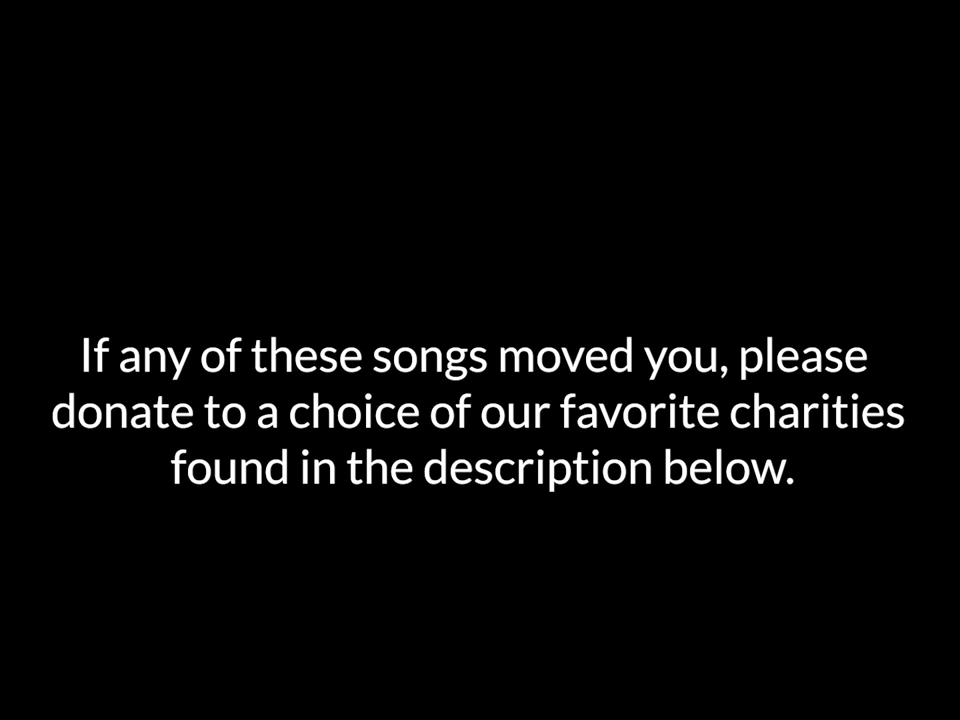 If any of these songs moved you, please
donate to a choice of our favorite charities
found in the description below.